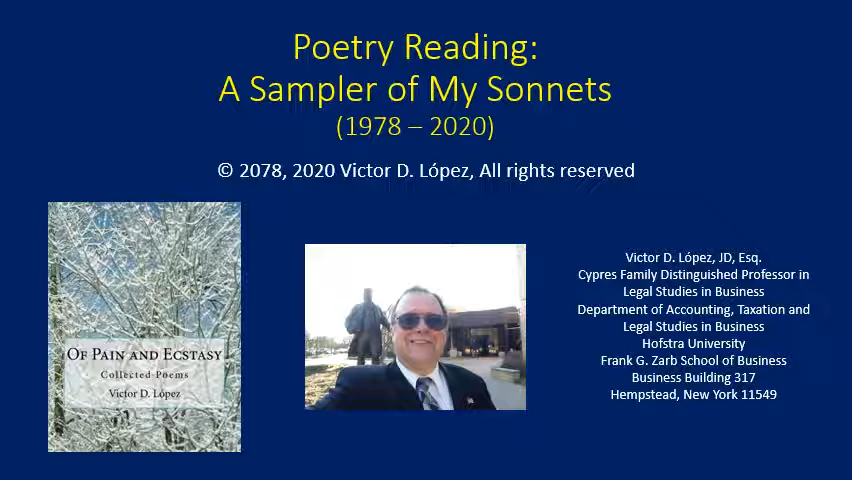 Poetry Reading:
A Sampler of My Sonnets
(1978 – 2020)
© 2078, 2020 Victor D. López, All rights reserved
OF PAIN AND ECSTASY
Collected Poems
Victor D. López
Victor D. López, JD, Esq.
Cypres Family Distinguished Professor in
Legal Studies in Business
Department of Accounting, Taxation and
Legal Studies in Business
Hofstra University
Frank G. Zarb School of Business
Business Building 317
Hempstead, New York 11549